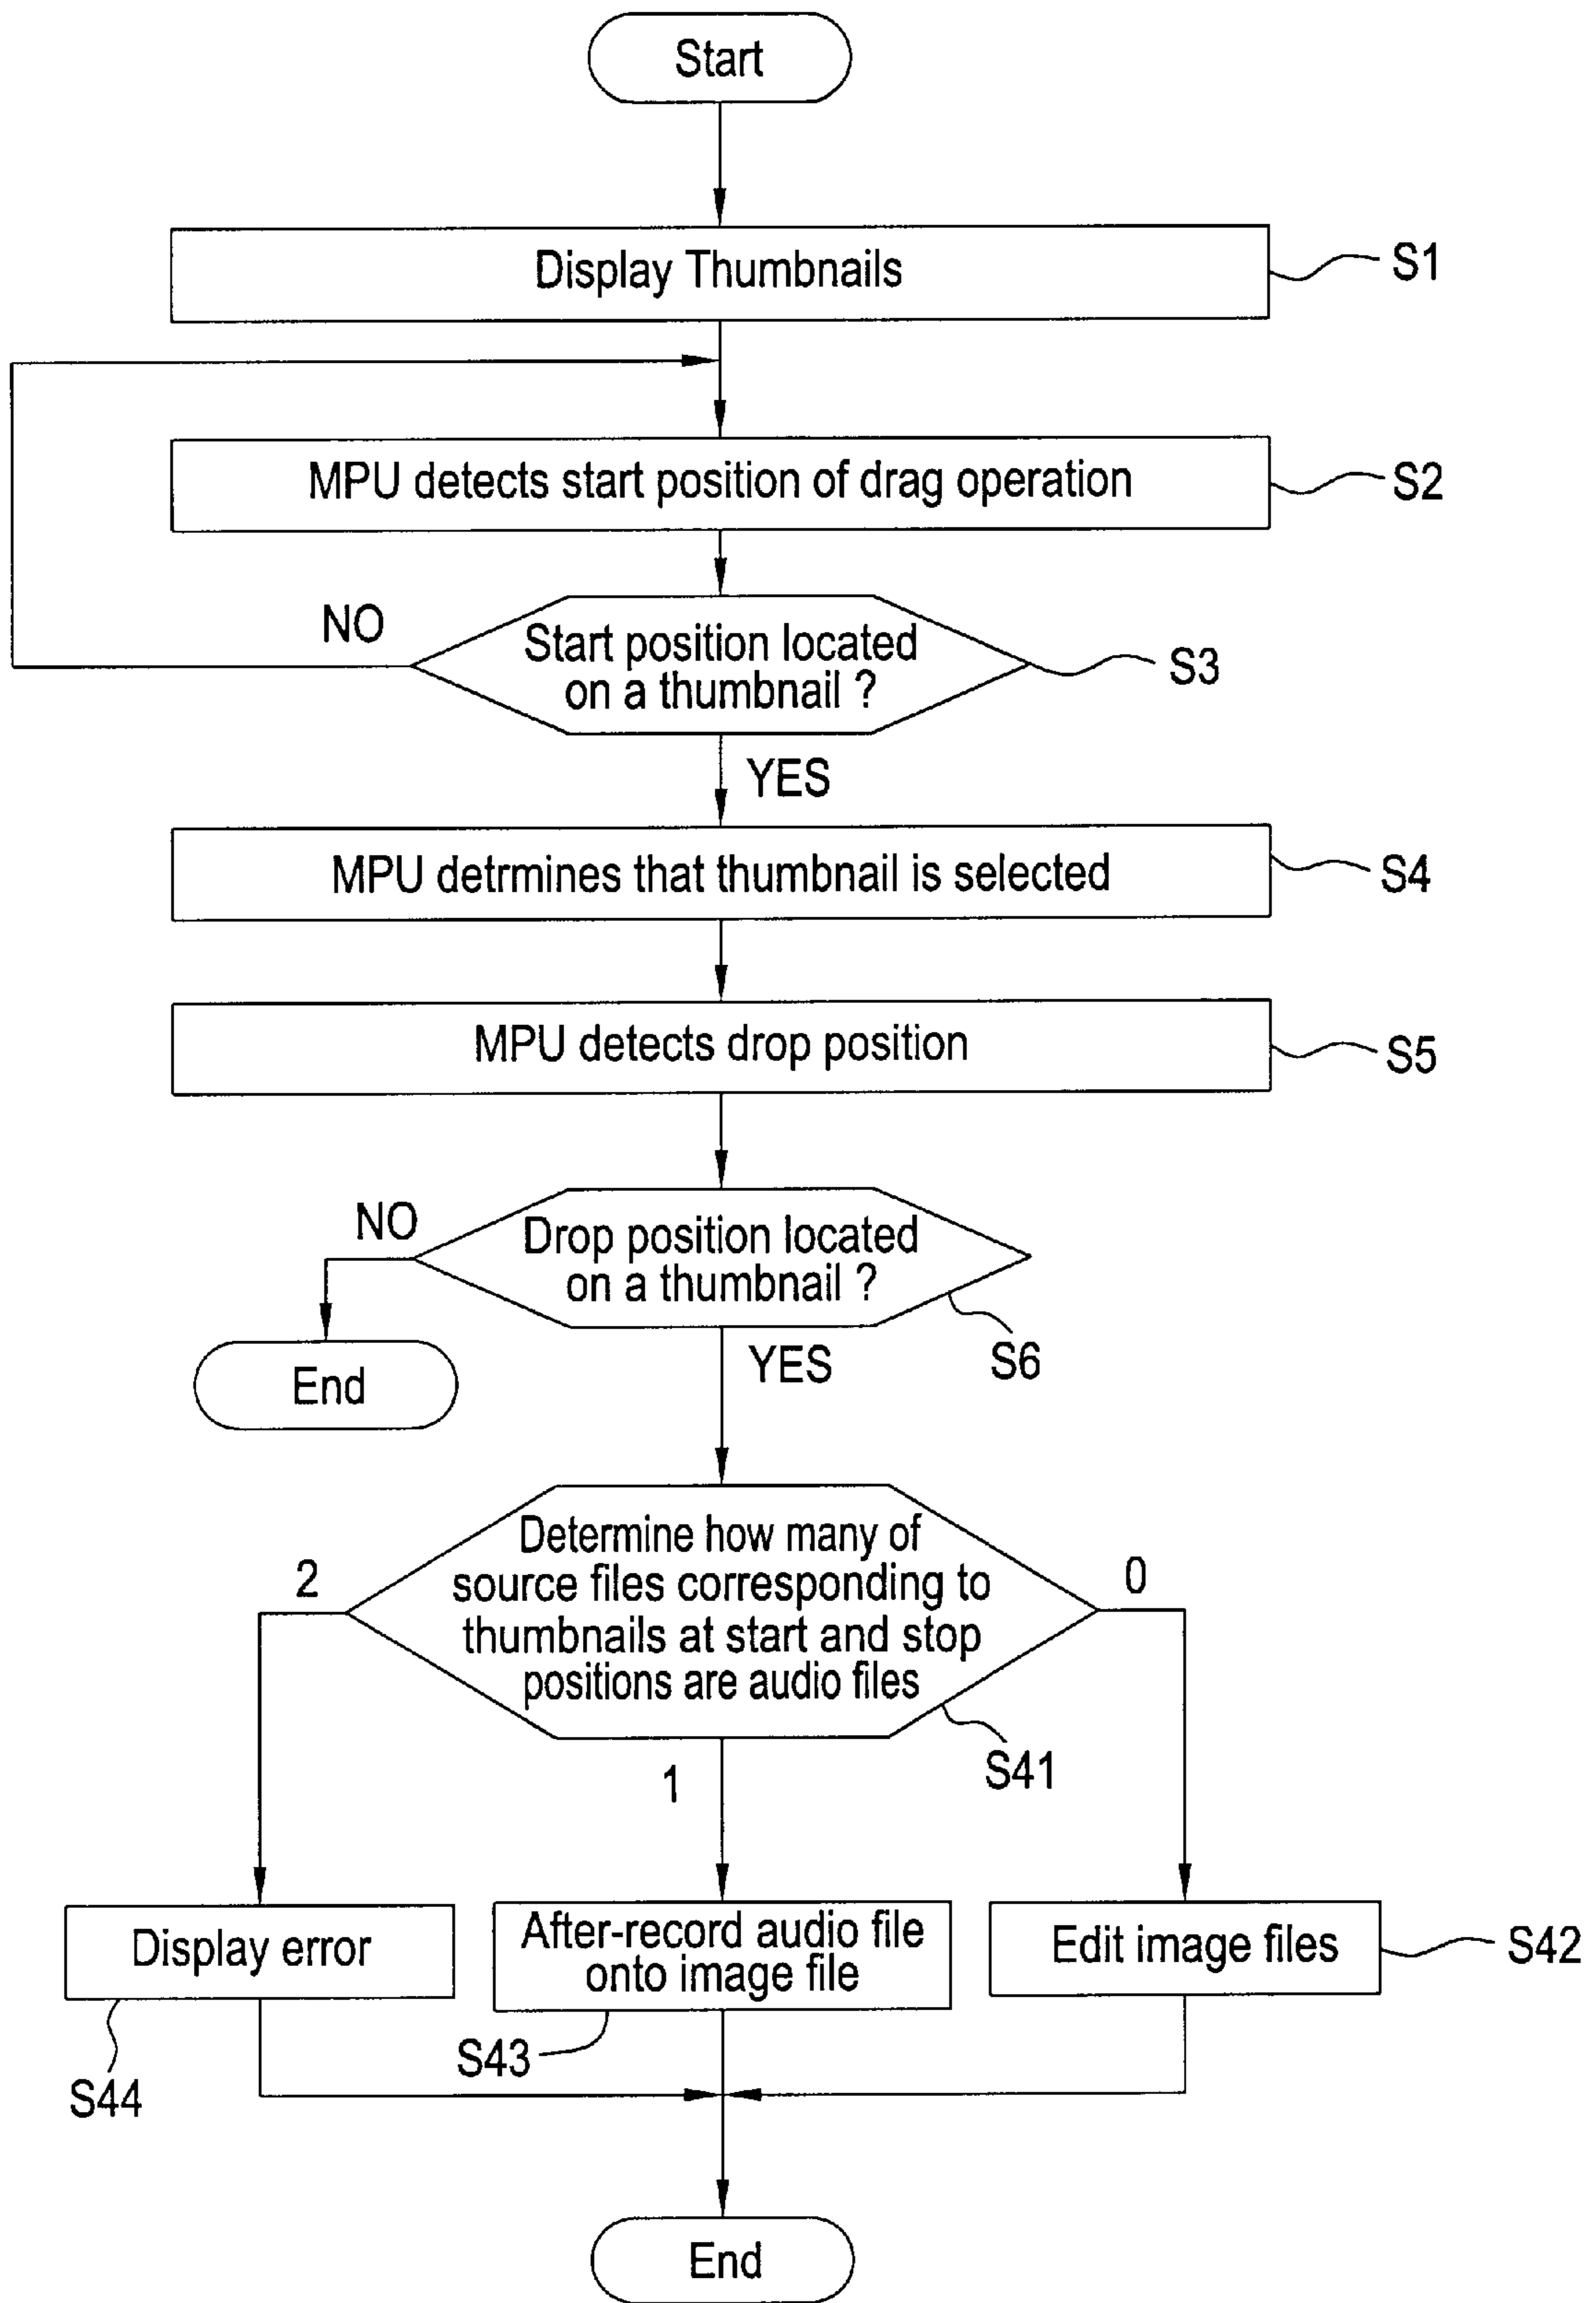 Start
Display Thumbnails
S1
MPU detects start position of drag operation
S2
NO
Start position located
on a thumbnail ?
S3
YES
MPU detrmines that thumbnail is selected
S4
MPU detects drop position
S5
NO
Drop position located
on a thumbnail ?
S6
End
YES
Determine how many of
source files corresponding to
thumbnails at start and stop
positions are audio files
2
0
S41
1
Display error
After-record audio file
onto image file
Edit image files
S42
S43
S44
End